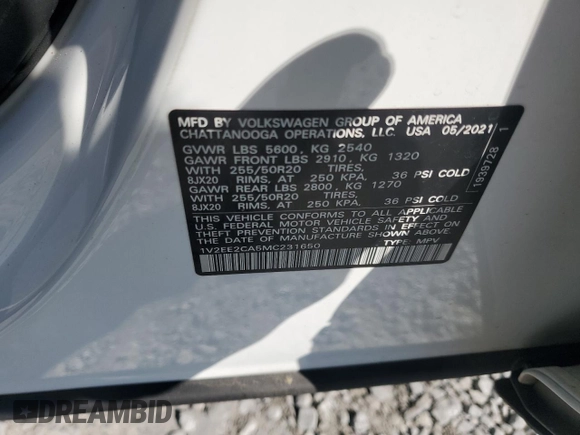 MFD BY VOLKSWAGEN GROUP OF AMERICA
CHATTANOOGA OPERATIONS, LLC. USA 05/2021
GVWR LBS 5600, KG 2540
GAWR FRONT LBS 2910, KG 1320
WITH 255/50R20 TIRES,
8JX20 RIMS, AT 250 KPA, 36 PSI COLD
GAWR REAR LBS 2800, KG 1270
WITH 255/50R20 TIRES,
8JX20 RIMS, AT 250 KPA, 36 PSI COLD
THIS VEHICLE CONFORMS TO ALL APPLICABLE
U.S. FEDERAL MOTOR VEHICLE SAFETY AND
THEFT PREVENTION STANDARDS IN EFFECT
ON THE DATE OF MANUFACTURE SHOWN ABOVE.
1V2EE2CA5MC231650 TYPE: MPV
1939728 1
DREAMBID